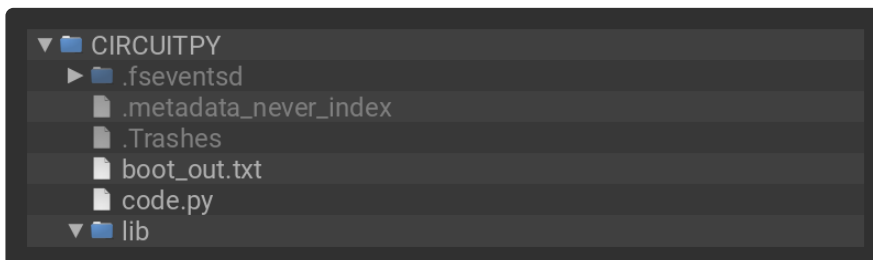 CIRCUITPY
.fseventsd
.metadata_never_index
.Trashes
boot_out.txt
code.py
lib